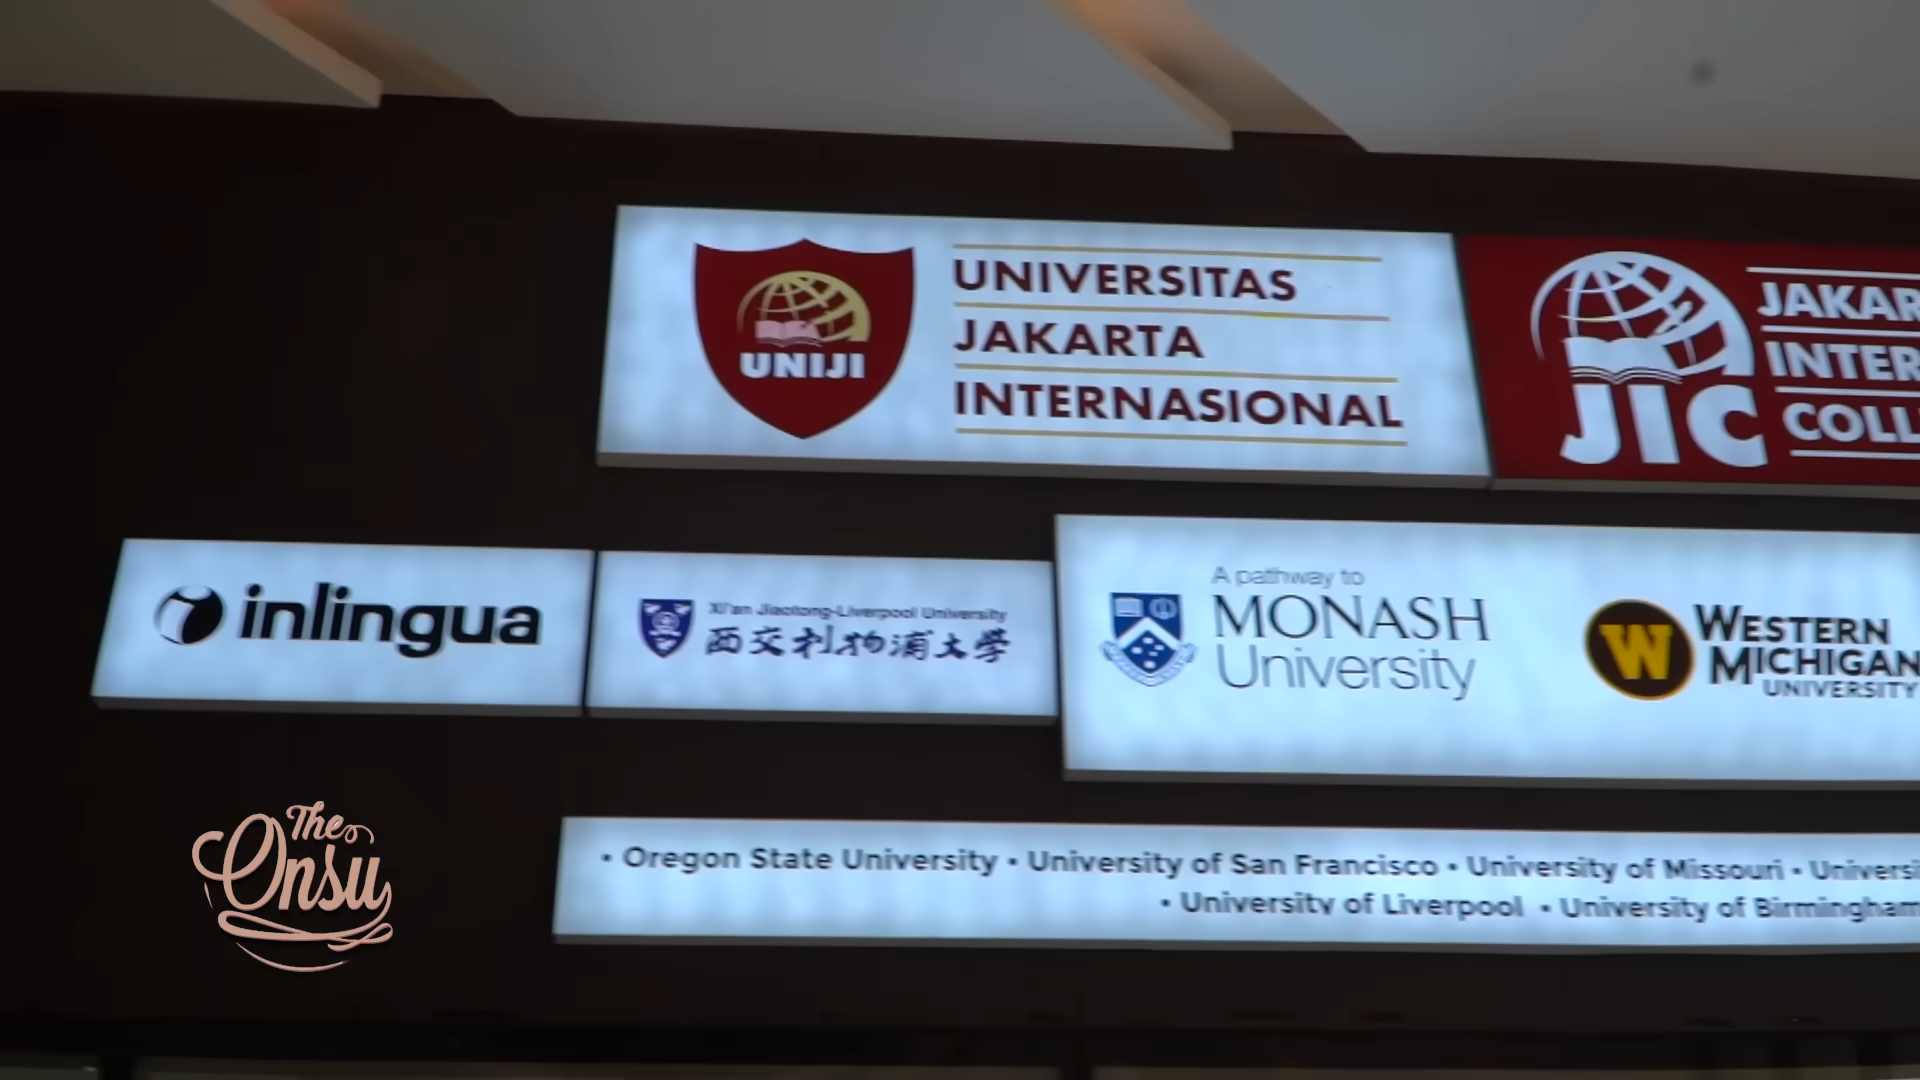 UNIVERSITAS
JAKARTA
INTERNASIONAL
UNIJI
JAKAR
INTER
COLL
JIC
inlingua
Xi'an Jiaotong-Liverpool University
西交利物浦大學
A pathway to
MONASH
University
W
WESTERN
MICHIGAN
UNIVERSITY
• Oregon State University • University of San Francisco • University of Missouri • Universi
• University of Liverpool • University of Birmingham
The
Onsu